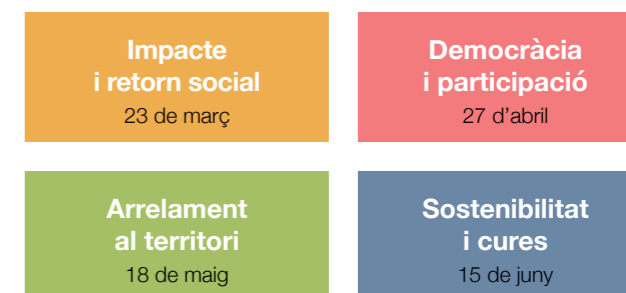 Impacte
i retorn social
23 de març
Democràcia
i participació
27 d'abril
Arrelament
al territori
18 de maig
Sostenibilitat
i cures
15 de juny